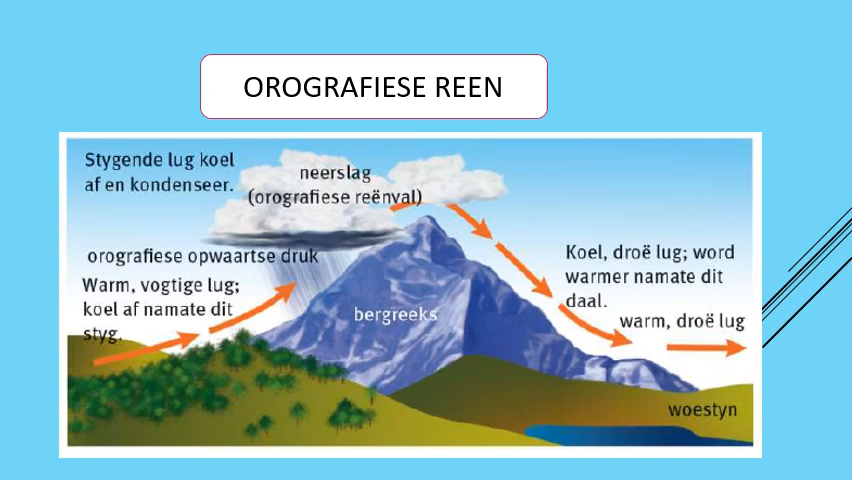 OROGRAFIESE REEN
Stygende lug koel
af en kondenseer.
neerslag
(orografiese reënval)
orografiese opwaartse druk
Warm, vogtige lug;
koel af namate dit
styg.
bergreeks
Koel, droë lug; word
warmer namate dit
daal.
warm, droë lug
woestyn